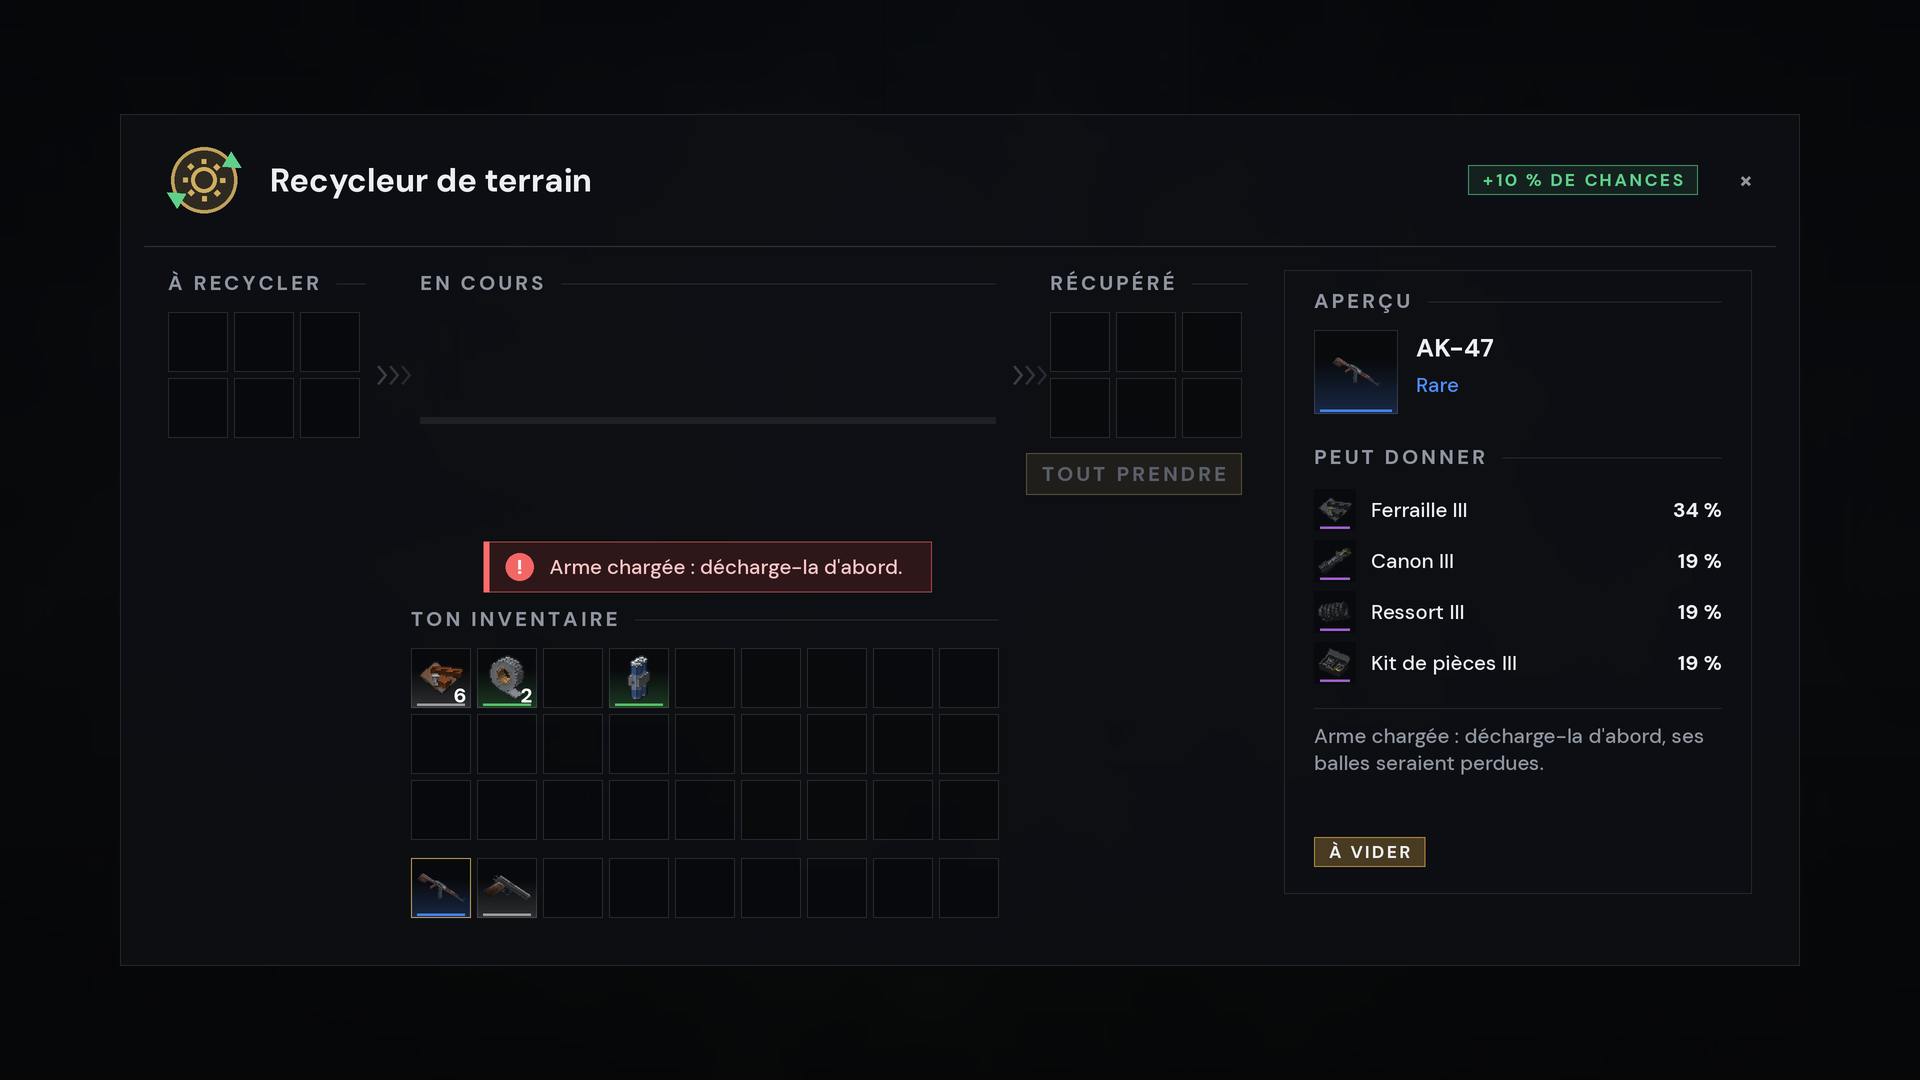 Recycleur de terrain
+10 % DE CHANCES
×
À RECYCLER
EN COURS
RÉCUPÉRÉ
TOUT PRENDRE
Arme chargée : décharge-la d'abord.
TON INVENTAIRE
6
2
APERÇU
AK-47
Rare
PEUT DONNER
Ferraille III 34 %
Canon III 19 %
Ressort III 19 %
Kit de pièces III 19 %
Arme chargée : décharge-la d'abord, ses
balles seraient perdues.
À VIDER